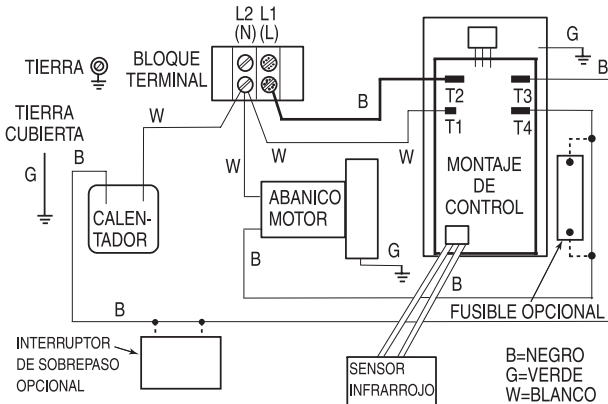 L2 L1
(N) (L)
BLOQUE
TERMINAL
TIERRA
TIERRA
CUBIERTA
G
B
W
W
W
W
B
T2
T3
T1
T4
G
B
MONTAJE
DE
CONTROL
CALEN-
TADOR
ABANICO
MOTOR
G
B
B
B
FUSIBLE OPCIONAL
INTERRUPTOR
DE SOBREPASO
OPCIONAL
SENSOR
INFRARROJO
B=NEGRO
G=VERDE
W=BLANCO